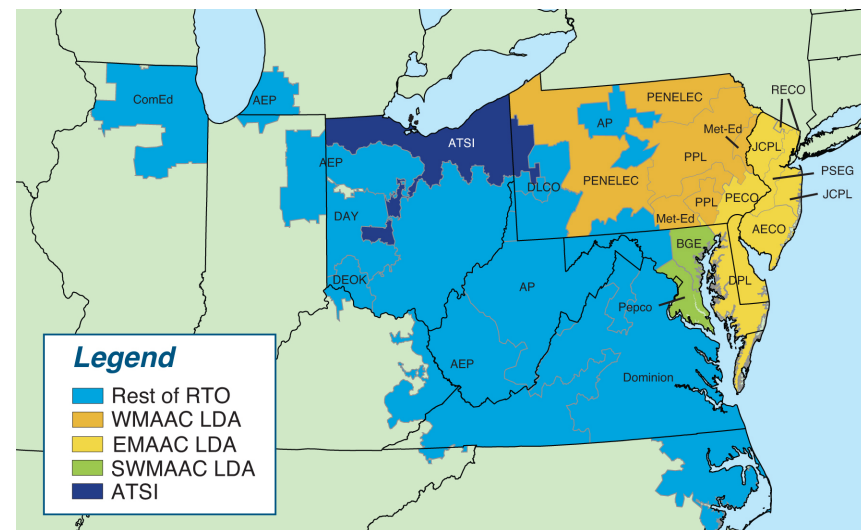 RECO
ComEd
AEP
PENELEC
AP
Met-Ed
JCPL
ATSI
AEP
PPL
PSEG
PENELEC
DLCO
JCPL
PECO
PPL
DAY
Met-Ed
AECO
BGE
DEOK
DPL
AP
Pepco
AEP
Dominion
Legend
Rest of RTO
WMAAC LDA
EMAAC LDA
SWMAAC LDA
ATSI